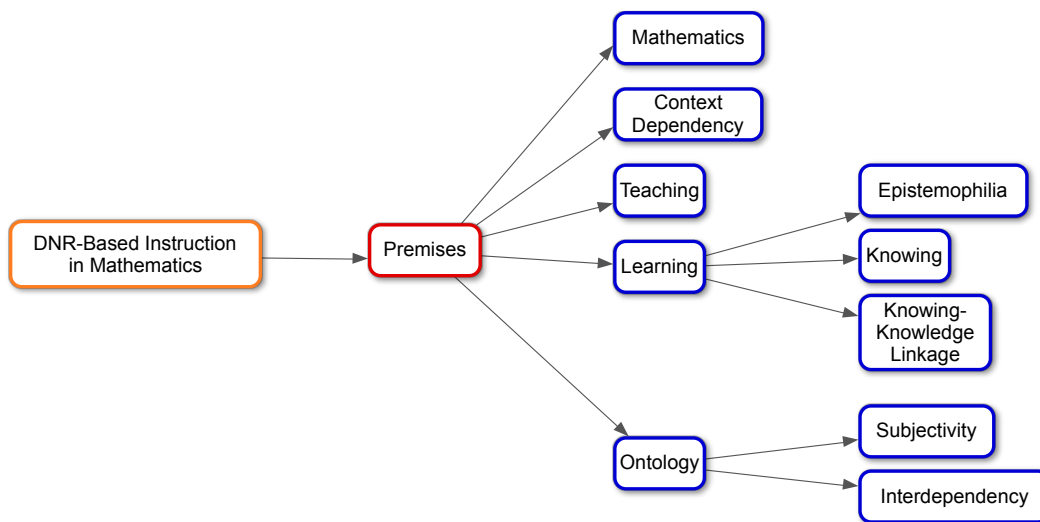 DNR-Based Instruction
in Mathematics
Premises
Mathematics
Context
Dependency
Teaching
Learning
Ontology
Epistemophilia
Knowing
Knowing-
Knowledge
Linkage
Subjectivity
Interdependency